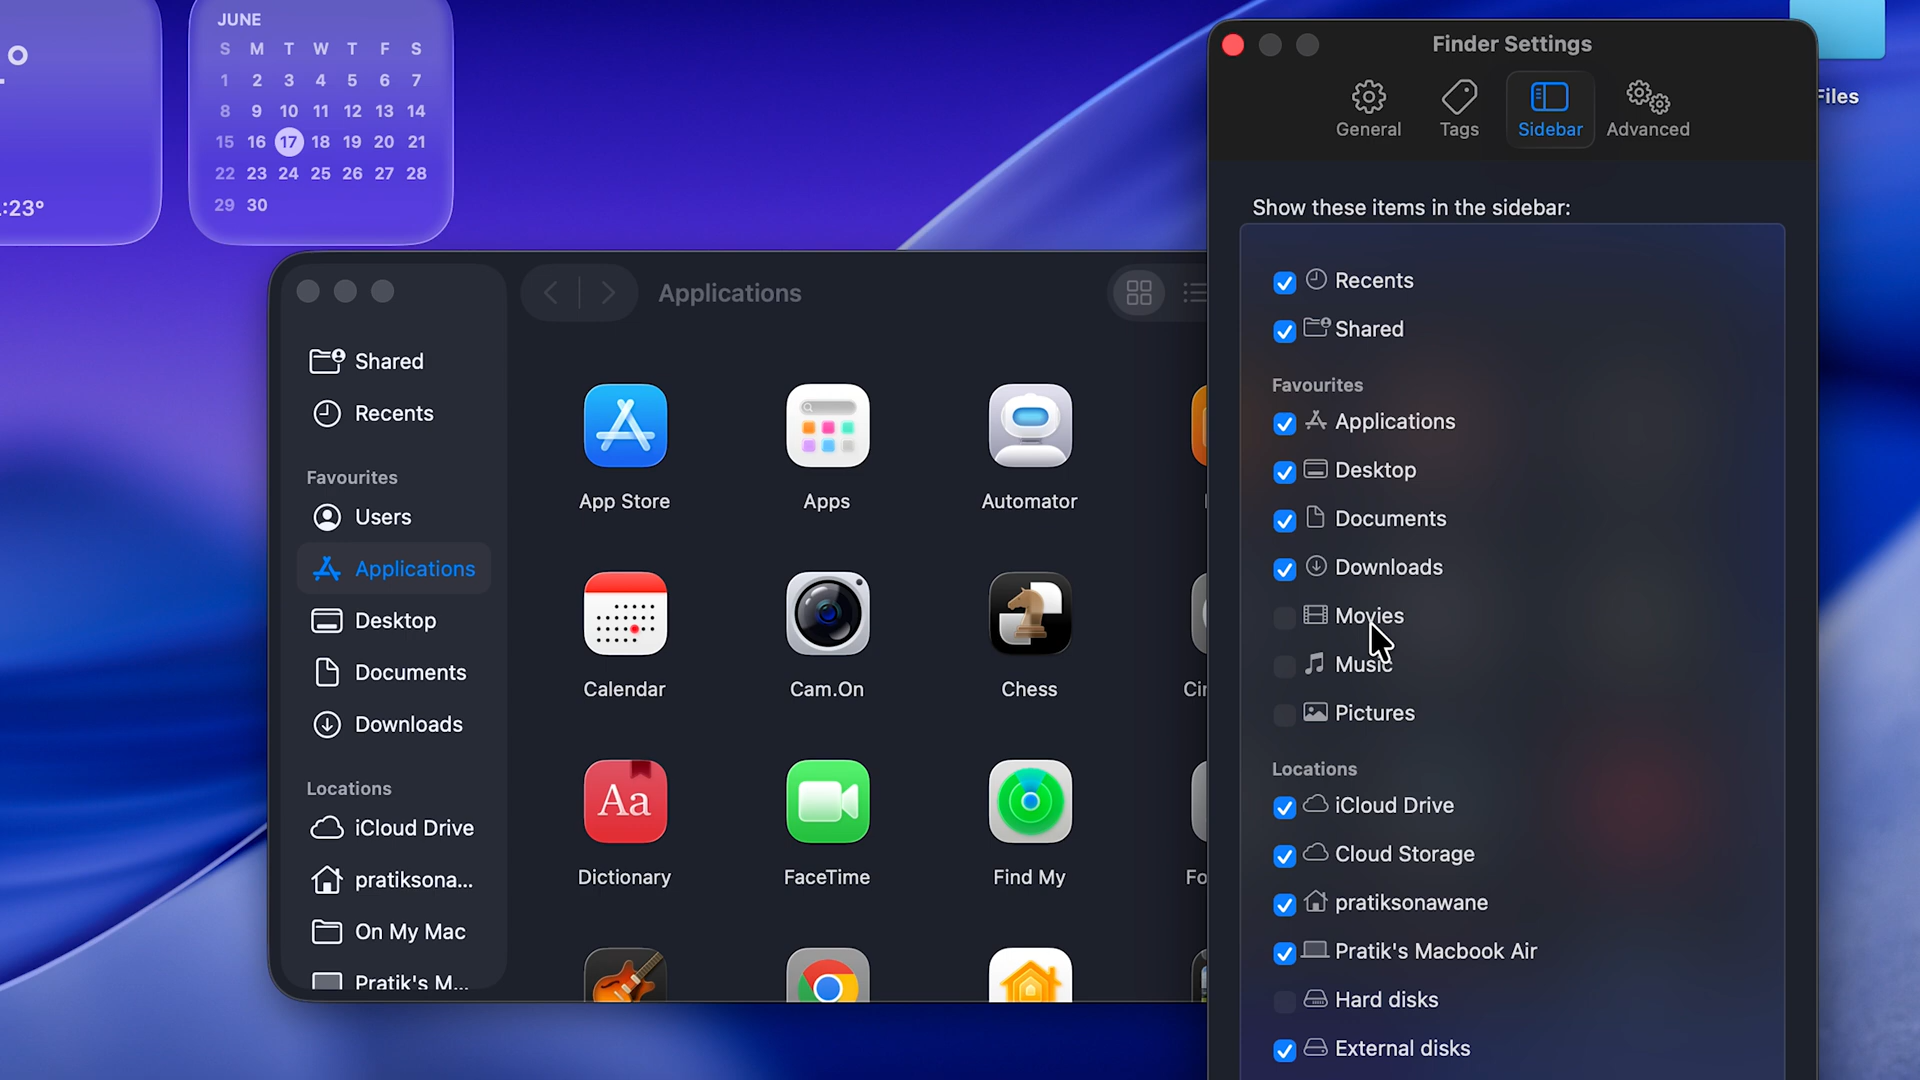 JUNE
S M T W T F S
1 2 3 4 5 6 7
8 9 10 11 12 13 14
15 16 17 18 19 20 21
22 23 24 25 26 27 28
29 30
:23°
Files
Applications
Shared
Recents
Favourites
Users
Applications
Desktop
Documents
Downloads
Locations
iCloud Drive
pratiksona...
On My Mac
Pratik's M...
App Store
Apps
Automator
Calendar
Cam.On
Chess
Cin
Aa
Dictionary
FaceTime
Find My
Fo
Finder Settings
General
Tags
Sidebar
Advanced
Show these items in the sidebar:
Recents
Shared
Favourites
Applications
Desktop
Documents
Downloads
Movies
Music
Pictures
Locations
iCloud Drive
Cloud Storage
pratiksonawane
Pratik's Macbook Air
Hard disks
External disks